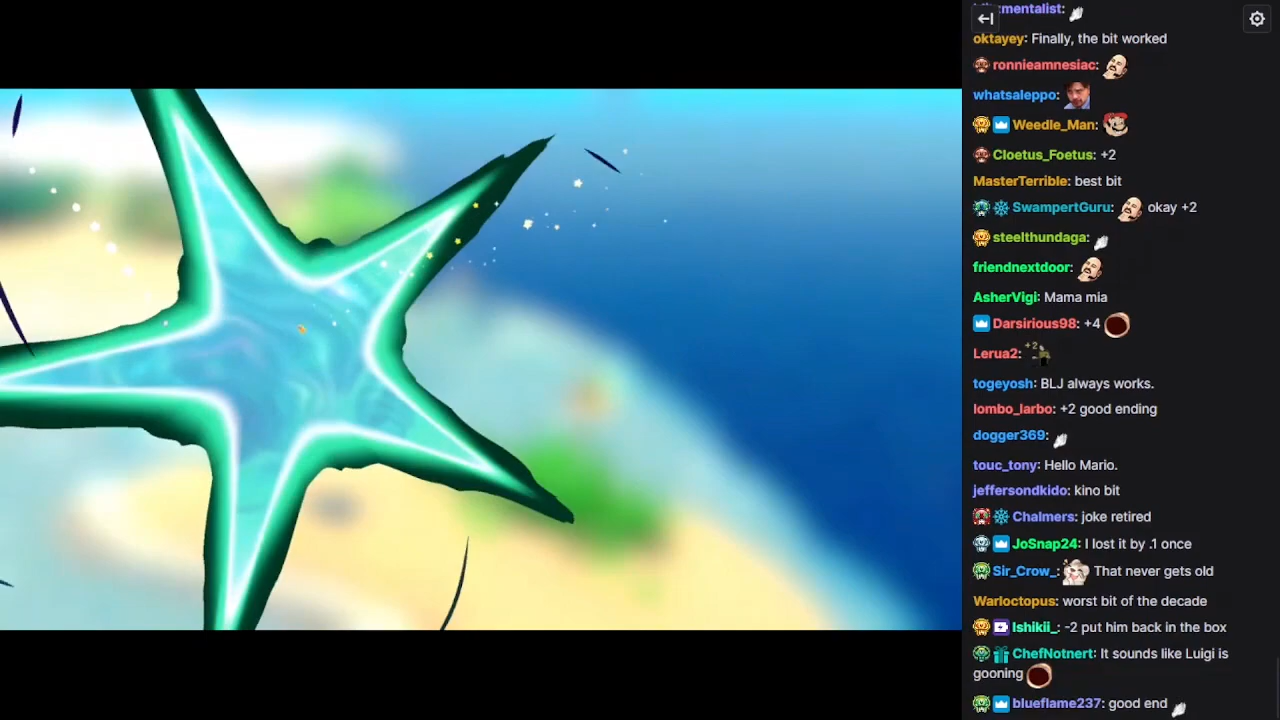 oktayey: Finally, the bit worked
ronnieamnesiac:
whatsaleppo:
Weedle_Man:
Cloetus_Foetus: +2
MasterTerrible: best bit
SwampertGuru: okay +2
steelthundaga:
friendnextdoor:
AsherVigi: Mama mia
Darsirious98: +4
Lerua2: +2
togeyosh: BLJ always works.
lombo_larbo: +2 good ending
dogger369:
touc_tony: Hello Mario.
jeffersondkido: kino bit
Chalmers: joke retired
JoSnap24: I lost it by .1 once
Sir_Crow_: That never gets old
Warloctopus: worst bit of the decade
Ishikii_: -2 put him back in the box
ChefNotnert: It sounds like Luigi is
gooning
blueflame237: good end